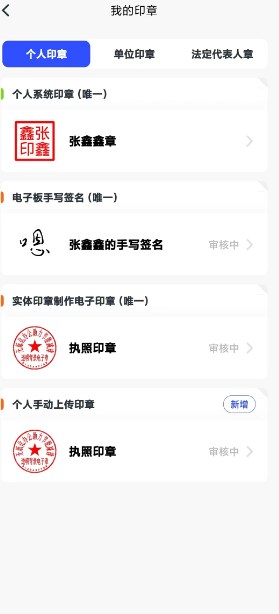 我的印章
个人印章 单位印章 法定代表人章
个人系统印章 (唯一)
鑫张
印鑫
张鑫鑫章
电子板手写签名 (唯一)
嗯
张鑫鑫的手写签名 审核中
实体印章制作电子印章 (唯一)
执照印章 审核中
个人手动上传印章 新增
执照印章 审核中